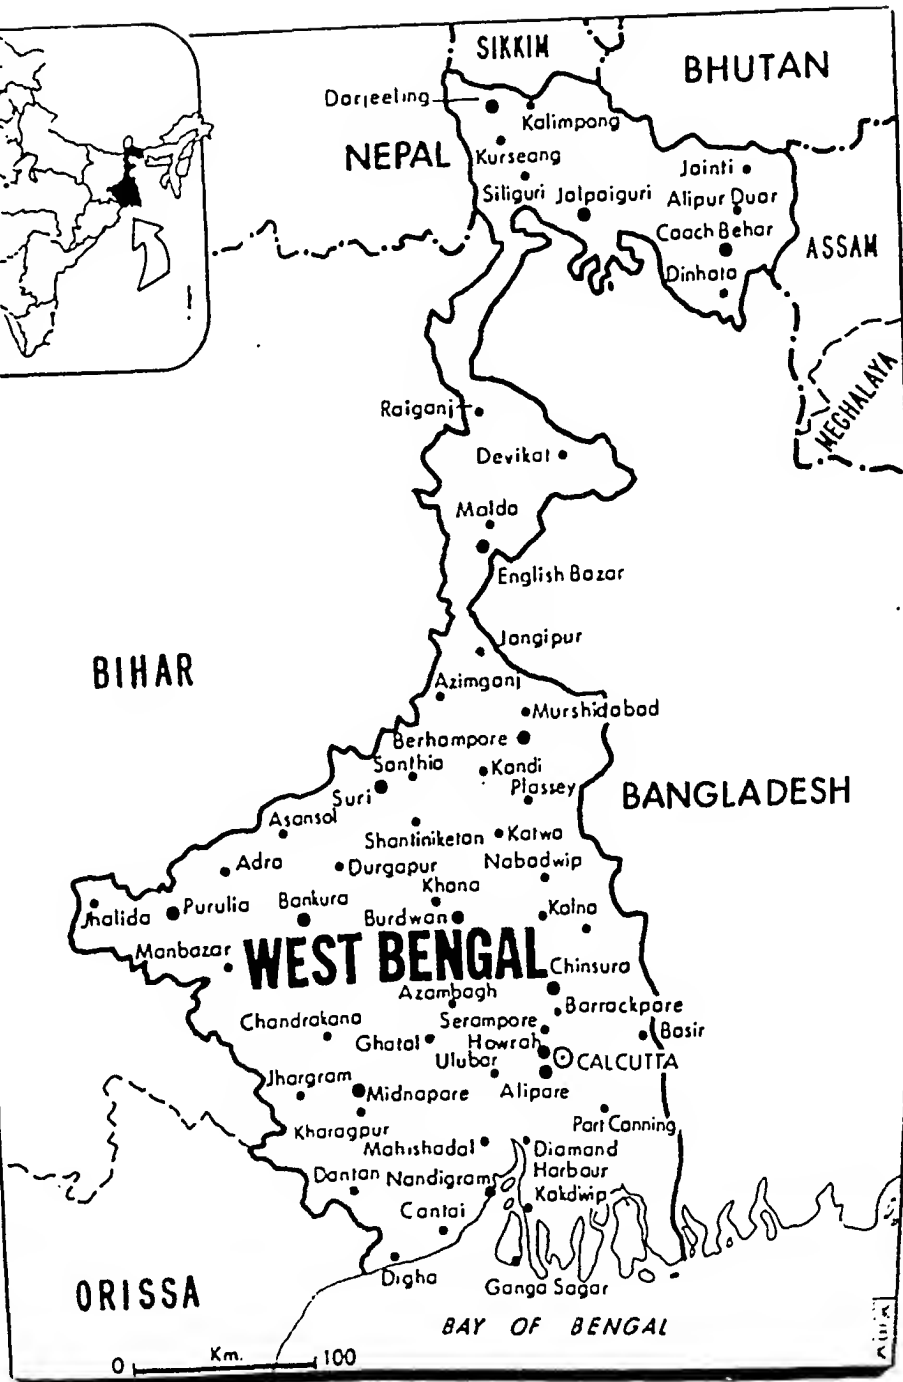 SIKKIM
BHUTAN
Darjeeling
Kalimpong
NEPAL
Kurseong
Jainti
Siliguri
Jalpaiguri
Alipur Duar
Cooch Behar
ASSAM
Dinhata
MEGHALAYA
Raiganj
Devikat
Malda
English Bazar
Jangipur
BIHAR
Azimganj
Murshidabad
Berhampore
Santhia
Kandi
Suri
Plassey
BANGLADESH
Asansol
Shantiniketan
Katwa
Adra
Durgapur
Nabadwip
Khana
Jhalida
Purulia
Bankura
Burdwan
Kalna
Manbazar
WEST BENGAL
Chinsura
Azambagh
Barrackpore
Chandrakona
Serampore
Basir
Ghatal
Howrah
CALCUTTA
Ulubar
Jhargram
Midnapore
Alipore
Kharagpur
Port Canning
Mahishadal
Diamond
Harbour
Dantan
Nandigram
Kakdwip
Contai
Digha
Ganga Sagar
ORISSA
BAY OF BENGAL
0 Km. 100